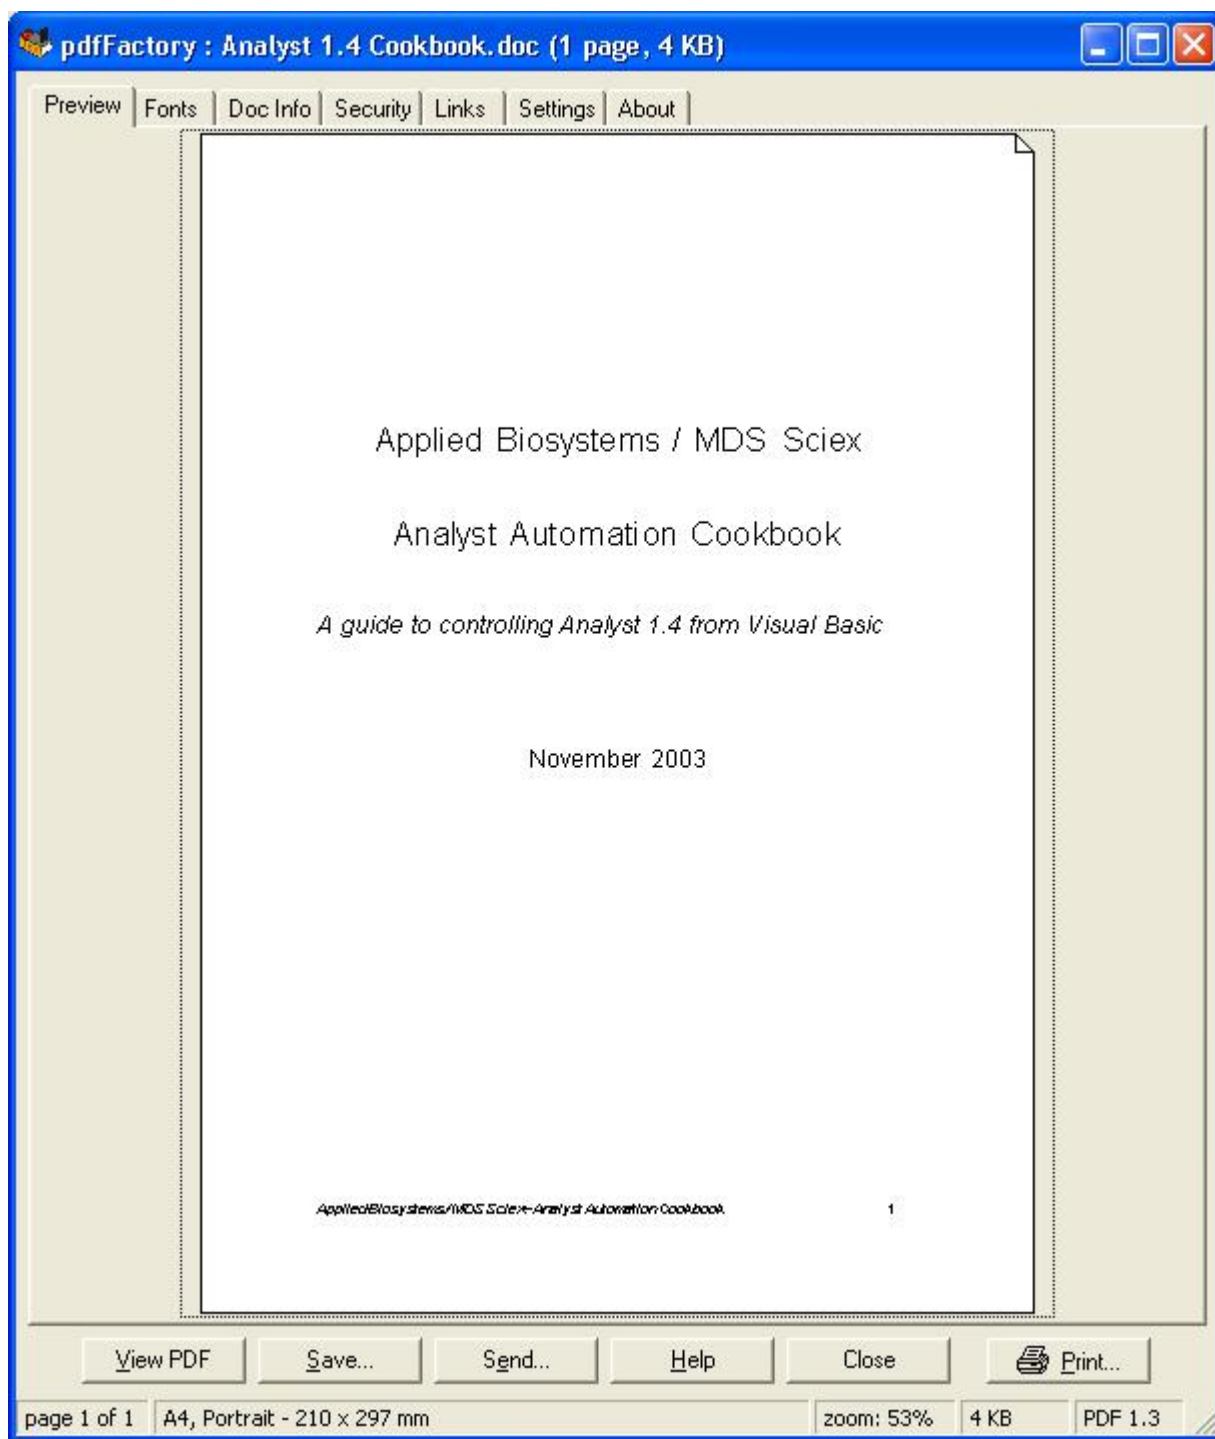 pdfFactory : Analyst 1.4 Cookbook.doc (1 page, 4 KB)
Preview Fonts Doc Info Security Links Settings About
Applied Biosystems / MDS Sciex
Analyst Automation Cookbook
A guide to controlling Analyst 1.4 from Visual Basic
November 2003
Applied Biosystems/MDS Sciex-Analyst Automation Cookbook 1
View PDF Save... Send... Help Close Print...
page 1 of 1 A4, Portrait - 210 x 297 mm zoom: 53% 4 KB PDF 1.3